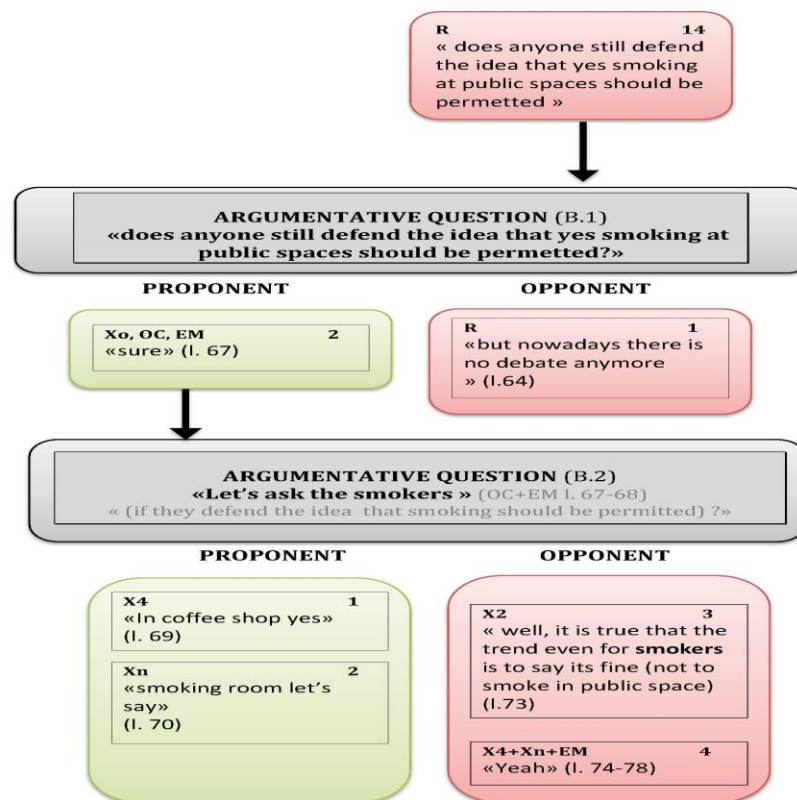 R 14
« does anyone still defend
the idea that yes smoking
at public spaces should be
permetted »
ARGUMENTATIVE QUESTION (B.1)
«does anyone still defend the idea that yes smoking at
public spaces should be permetted?»
PROPONENT OPPONENT
Xo, OC, EM 2
«sure» (l. 67)
R 1
«but nowadays there is
no debate anymore
» (l.64)
ARGUMENTATIVE QUESTION (B.2)
«Let's ask the smokers » (OC+EM l. 67-68)
« (if they defend the idea that smoking should be permitted) ?»
PROPONENT OPPONENT
X4 1
«In coffee shop yes»
(l. 69)
Xn 2
«smoking room let's
say»
(l. 70)
X2 3
« well, it is true that the
trend even for smokers
is to say its fine (not to
smoke in public space)
(l.73)
X4+Xn+EM 4
«Yeah» (l. 74-78)